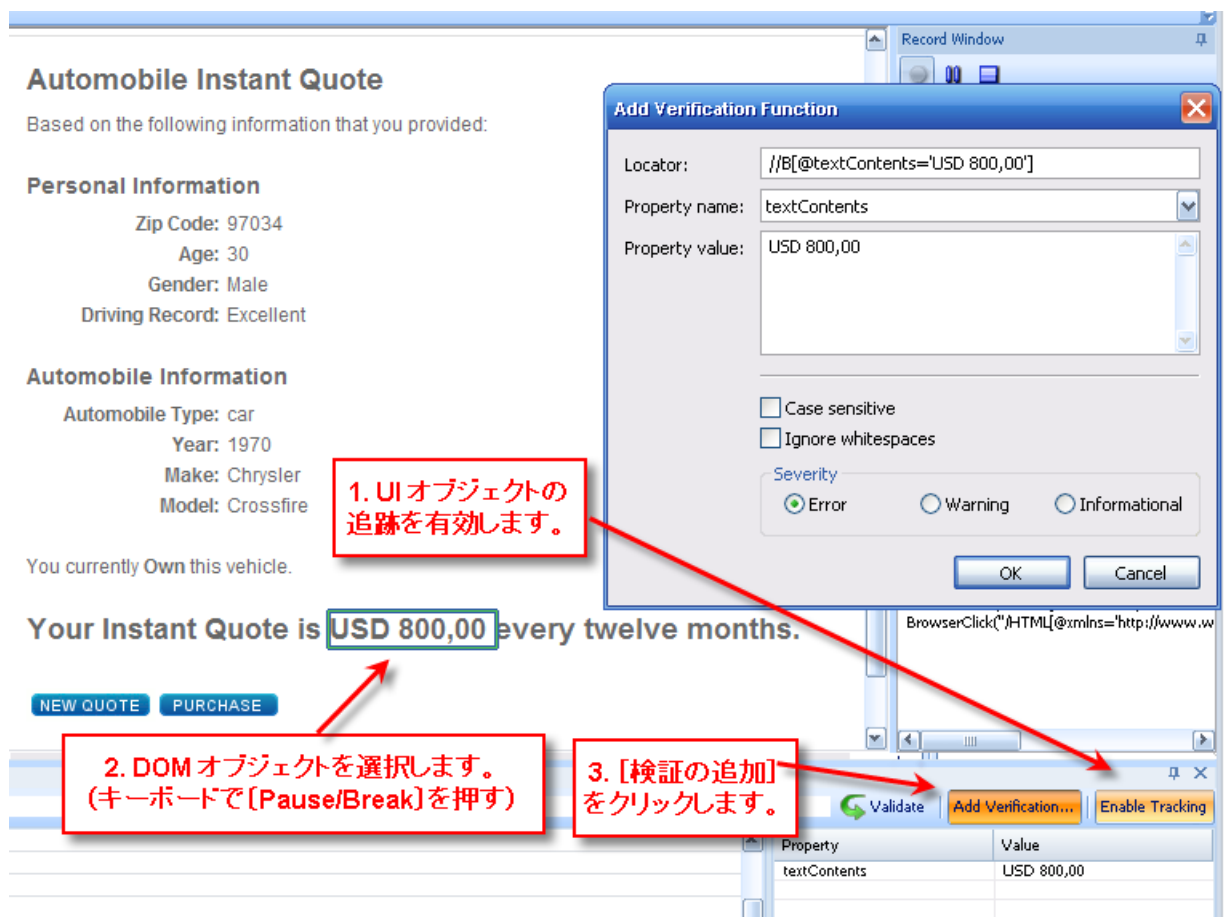 Automobile Instant Quote
Based on the following information that you provided:
Personal Information
Zip Code: 97034
Age: 30
Gender: Male
Driving Record: Excellent
Automobile Information
Automobile Type: car
Year: 1970
Make: Chrysler
Model: Crossfire
You currently Own this vehicle.
Your Instant Quote is USD 800,00 every twelve months.
NEW QUOTE PURCHASE
Record Window
Add Verification Function
Locator: //B[@textContents='USD 800,00']
Property name: textContents
Property value: USD 800,00
Case sensitive
Ignore whitespaces
Severity
Error Warning Informational
OK Cancel
BrowserClick("/HTML[@xmlns='http://www.w
1. UI オブジェクトの
追跡を有効します。
2. DOM オブジェクトを選択します。
(キーボードで〔Pause/Break〕を押す)
3. [検証の追加]
をクリックします。
Validate Add Verification... Enable Tracking
Property Value
textContents USD 800,00